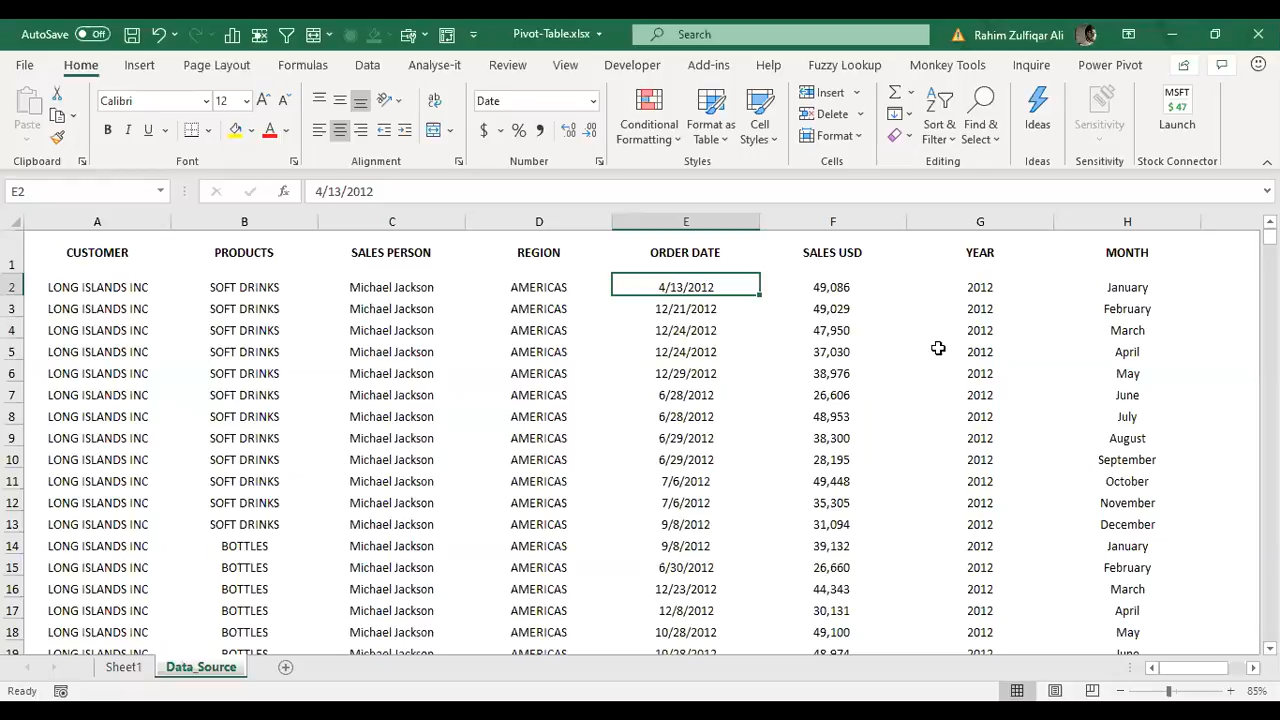 AutoSave Off Pivot-Table.xlsx Search Rahim Zulfiqar Ali
File Home Insert Page Layout Formulas Data Analyse-it Review View Developer Add-ins Help Fuzzy Lookup Monkey Tools Inquire Power Pivot
Paste
Clipboard
Calibri 12
B I U
Font
Alignment
Date
$ % ,
Number
Conditional Formatting
Format as Table
Cell Styles
Styles
Insert
Delete
Format
Cells
Sort & Filter
Find & Select
Editing
Ideas
Ideas
Sensitivity
Sensitivity
MSFT
$ 47
Launch
Stock Connector
E2 fx 4/13/2012
A B C D E F G H
1 CUSTOMER PRODUCTS SALES PERSON REGION ORDER DATE SALES USD YEAR MONTH
2 LONG ISLANDS INC SOFT DRINKS Michael Jackson AMERICAS 4/13/2012 49,086 2012 January
3 LONG ISLANDS INC SOFT DRINKS Michael Jackson AMERICAS 12/21/2012 49,029 2012 February
4 LONG ISLANDS INC SOFT DRINKS Michael Jackson AMERICAS 12/24/2012 47,950 2012 March
5 LONG ISLANDS INC SOFT DRINKS Michael Jackson AMERICAS 12/24/2012 37,030 2012 April
6 LONG ISLANDS INC SOFT DRINKS Michael Jackson AMERICAS 12/29/2012 38,976 2012 May
7 LONG ISLANDS INC SOFT DRINKS Michael Jackson AMERICAS 6/28/2012 26,606 2012 June
8 LONG ISLANDS INC SOFT DRINKS Michael Jackson AMERICAS 6/28/2012 48,953 2012 July
9 LONG ISLANDS INC SOFT DRINKS Michael Jackson AMERICAS 6/29/2012 38,300 2012 August
10 LONG ISLANDS INC SOFT DRINKS Michael Jackson AMERICAS 6/29/2012 28,195 2012 September
11 LONG ISLANDS INC SOFT DRINKS Michael Jackson AMERICAS 7/6/2012 49,448 2012 October
12 LONG ISLANDS INC SOFT DRINKS Michael Jackson AMERICAS 7/6/2012 35,305 2012 November
13 LONG ISLANDS INC SOFT DRINKS Michael Jackson AMERICAS 9/8/2012 31,094 2012 December
14 LONG ISLANDS INC BOTTLES Michael Jackson AMERICAS 9/8/2012 39,132 2012 January
15 LONG ISLANDS INC BOTTLES Michael Jackson AMERICAS 6/30/2012 26,660 2012 February
16 LONG ISLANDS INC BOTTLES Michael Jackson AMERICAS 12/23/2012 44,343 2012 March
17 LONG ISLANDS INC BOTTLES Michael Jackson AMERICAS 12/8/2012 30,131 2012 April
18 LONG ISLANDS INC BOTTLES Michael Jackson AMERICAS 10/28/2012 49,100 2012 May
19 LONG ISLANDS INC BOTTLES Michael Jackson AMERICAS 10/28/2012 48,974 2012 June
Sheet1 Data_Source
Ready 85%